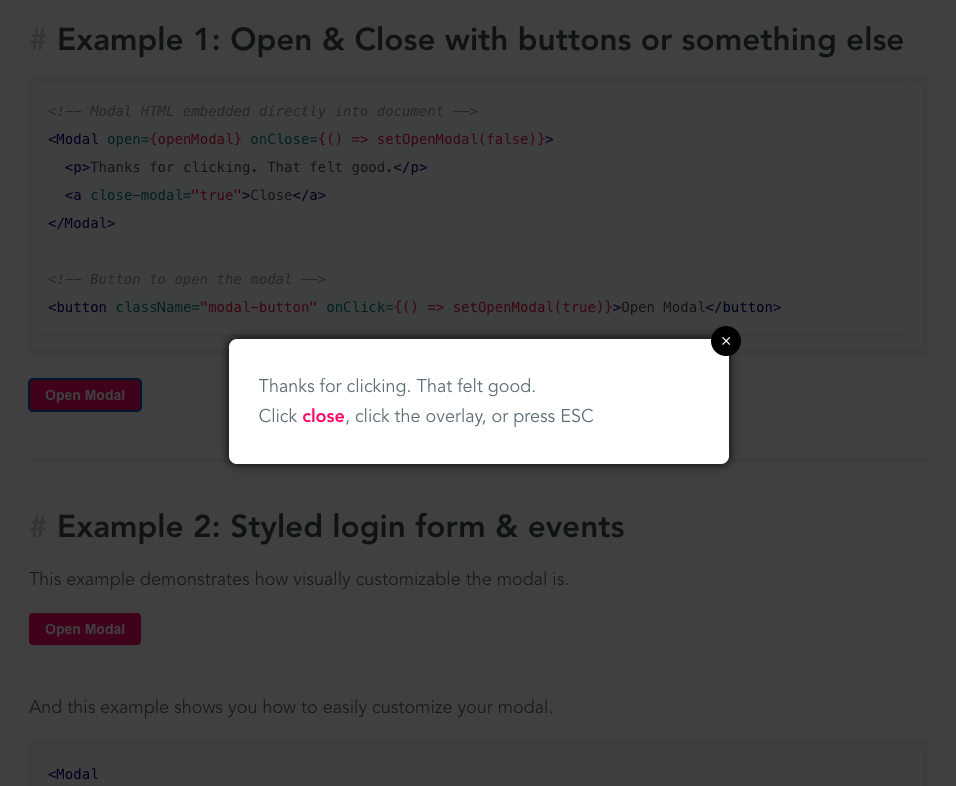 # Example 1: Open & Close with buttons or something else
<!-- Modal HTML embedded directly into document -->
<Modal open={openModal} onClose={() => setOpenModal(false)}>
<p>Thanks for clicking. That felt good.</p>
<a close-modal="true">Close</a>
</Modal>
<!-- Button to open the modal -->
<button className="modal-button" onClick={() => setOpenModal(true)}>Open Modal</button>
×
Thanks for clicking. That felt good.
Click close, click the overlay, or press ESC
Open Modal
# Example 2: Styled login form & events
This example demonstrates how visually customizable the modal is.
Open Modal
And this example shows you how to easily customize your modal.
<Modal